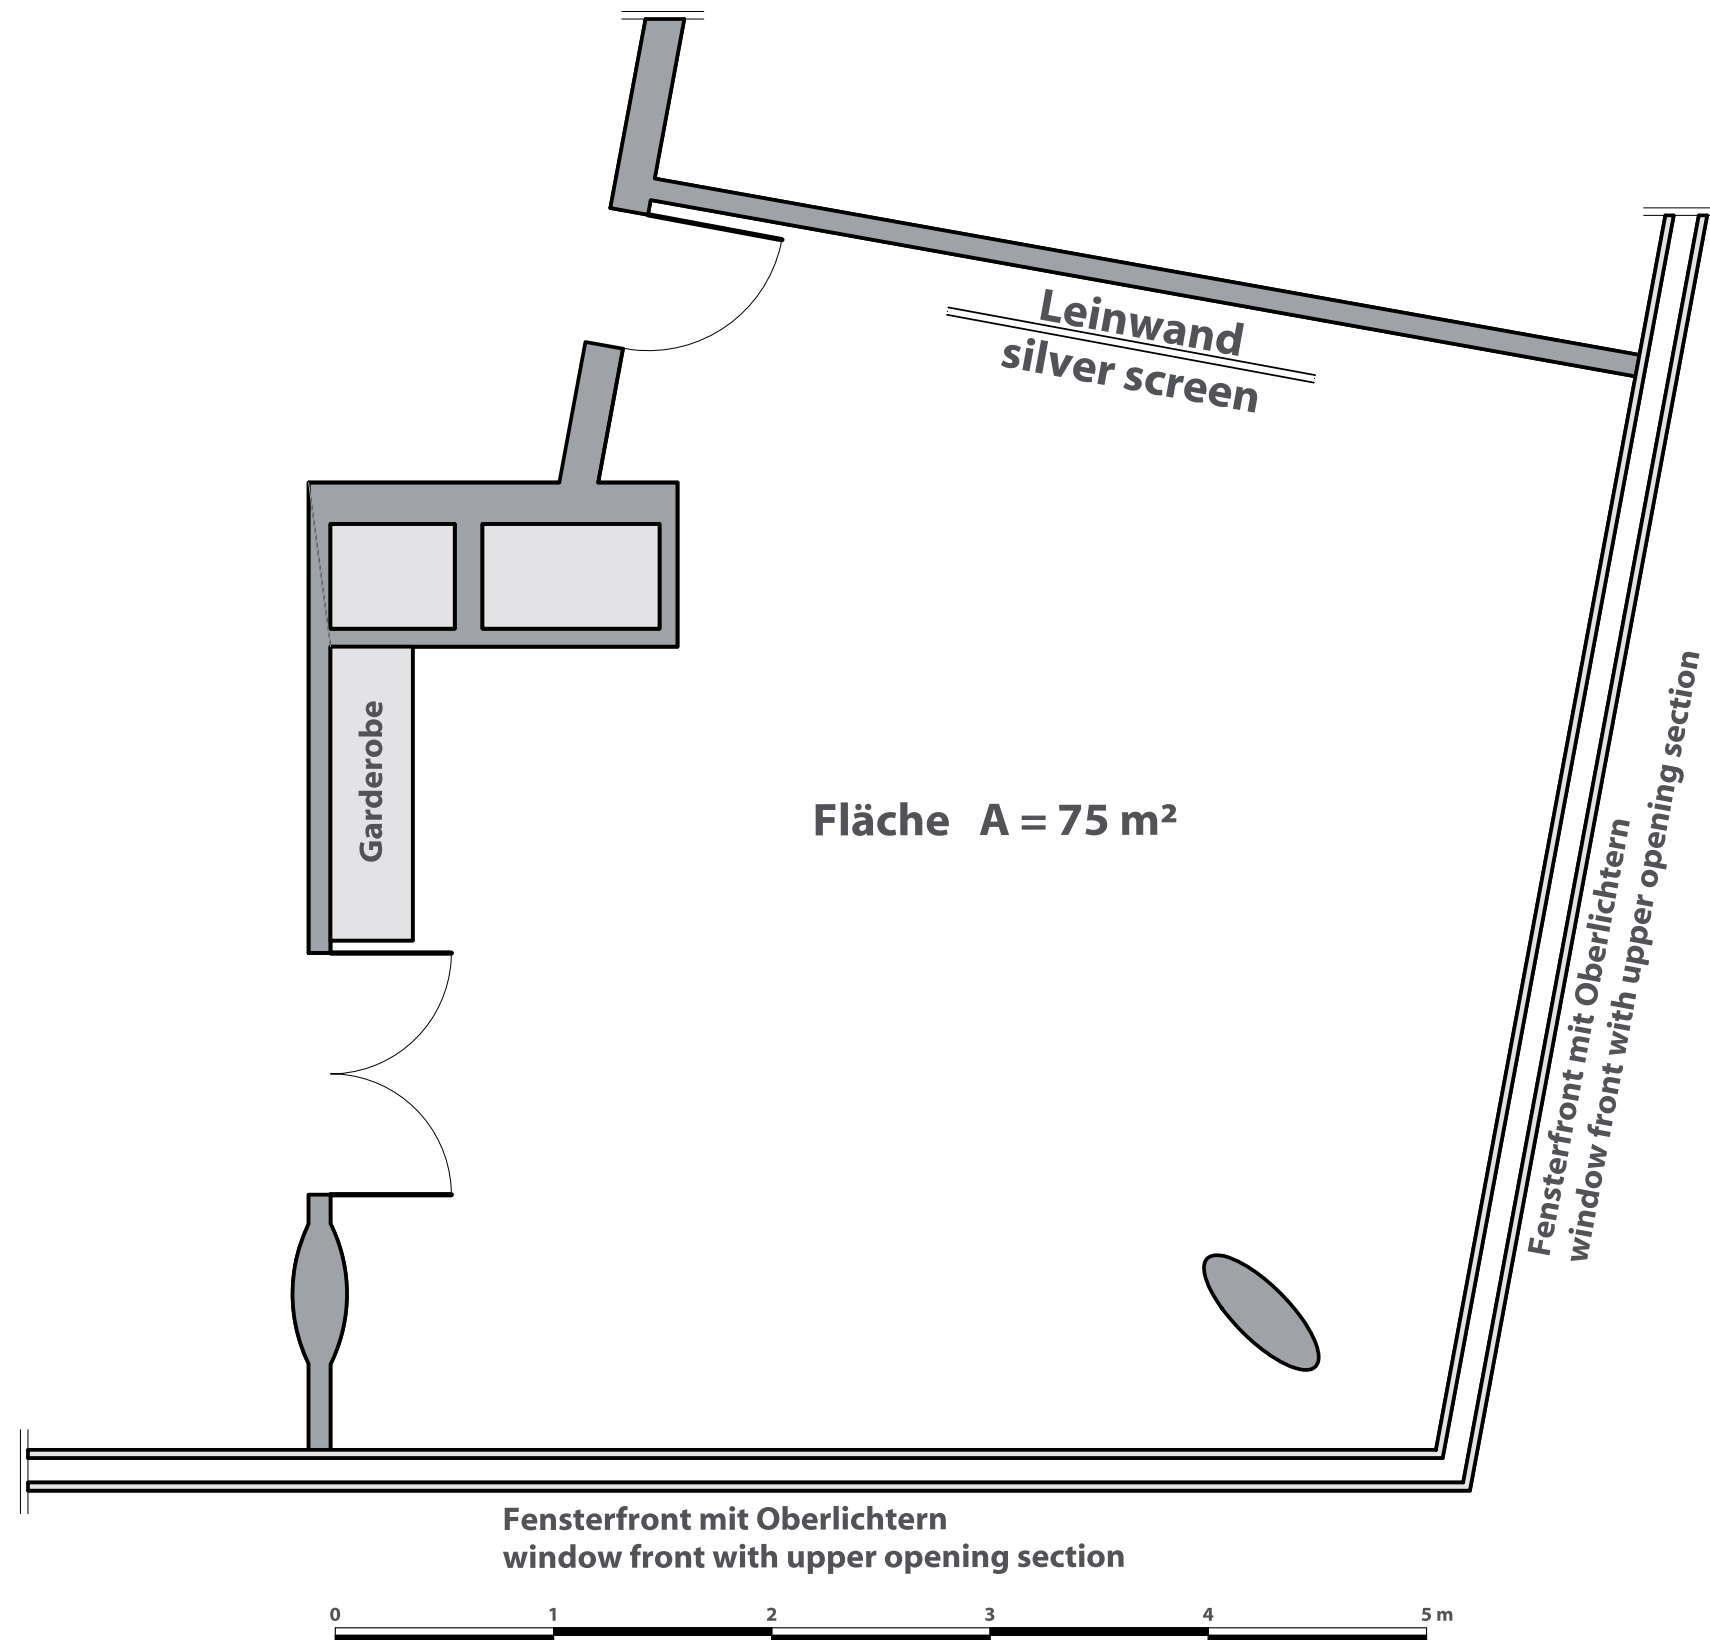 Leinwand
silver screen
Garderobe
Fläche A = 75 m²
Fensterfront mit Oberlichtern
window front with upper opening section
Fensterfront mit Oberlichtern
window front with upper opening section
0 1 2 3 4 5 m